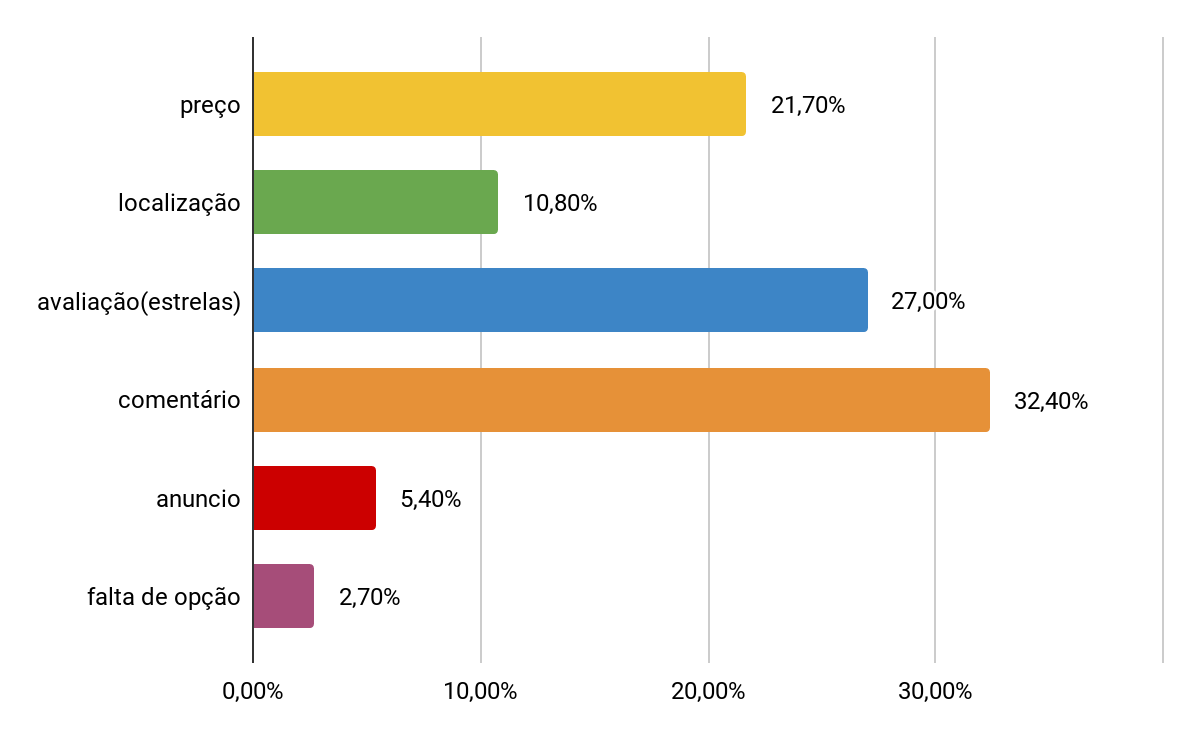 preço
21,70%
localização
10,80%
avaliação(estrelas)
27,00%
comentário
32,40%
anuncio
5,40%
falta de opção
2,70%
0,00%
10,00%
20,00%
30,00%